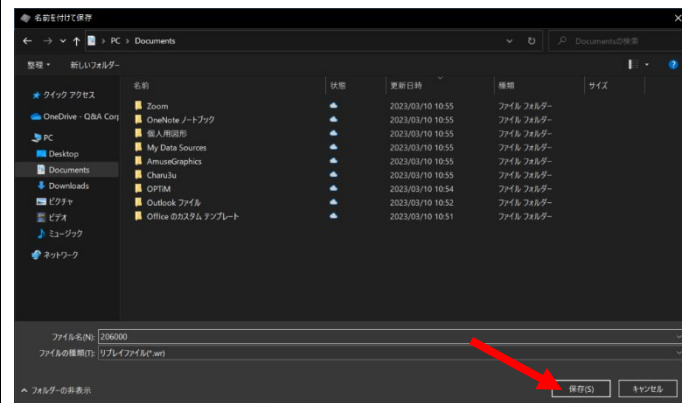 名前を付けて保存
PC > Documents
Documentsの検索
整理 新しいフォルダー
名前 状態 更新日時 種類 サイズ
クイック アクセス
OneDrive - Q&A Corp
PC
Desktop
Documents
Downloads
ピクチャ
ビデオ
ミュージック
ネットワーク
Zoom 2023/03/10 10:55 ファイル フォルダー
OneNote ノートブック 2023/03/10 10:55 ファイル フォルダー
個人用図形 2023/03/10 10:55 ファイル フォルダー
My Data Sources 2023/03/10 10:55 ファイル フォルダー
AmuseGraphics 2023/03/10 10:55 ファイル フォルダー
Charu3u 2023/03/10 10:55 ファイル フォルダー
OPTiM 2023/03/10 10:54 ファイル フォルダー
Outlook ファイル 2023/03/10 10:52 ファイル フォルダー
Office のカスタム テンプレート 2023/03/10 10:51 ファイル フォルダー
ファイル名(N): 206000
ファイルの種類(T): リプレイファイル(*.wr)
フォルダーの非表示 保存(S) キャンセル